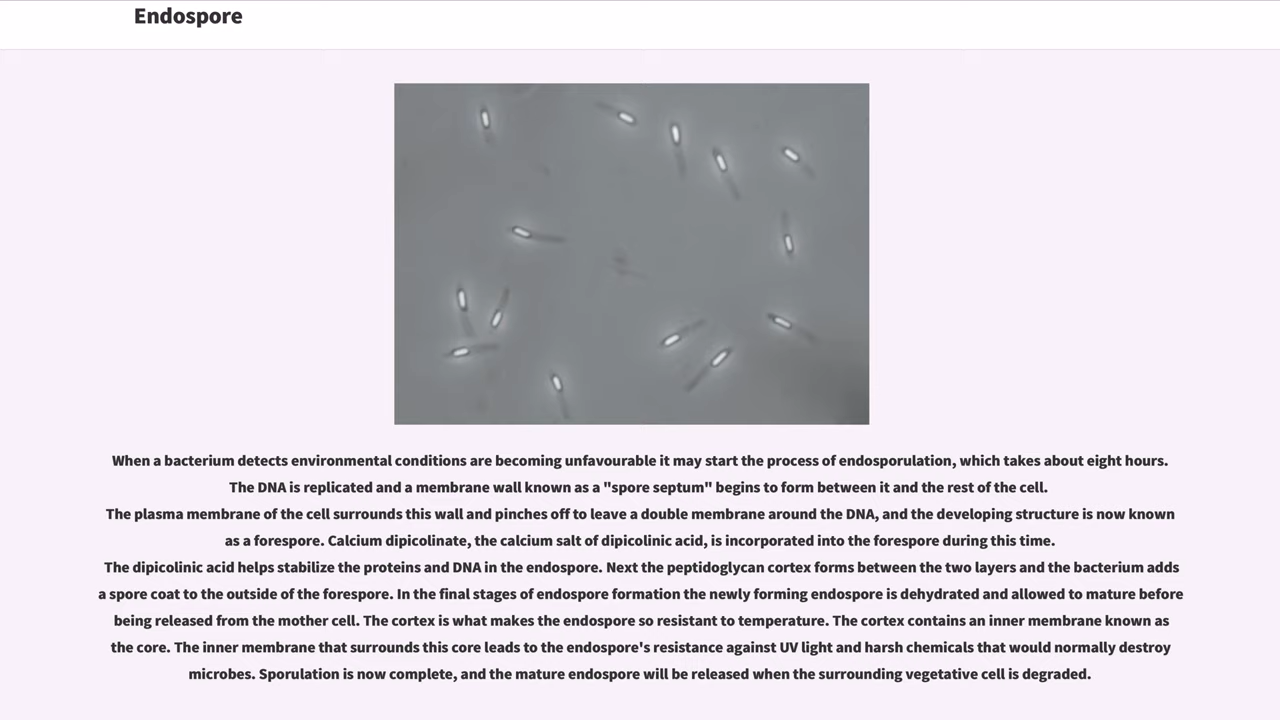 Endospore
When a bacterium detects environmental conditions are becoming unfavourable it may start the process of endosporulation, which takes about eight hours.
The DNA is replicated and a membrane wall known as a "spore septum" begins to form between it and the rest of the cell.
The plasma membrane of the cell surrounds this wall and pinches off to leave a double membrane around the DNA, and the developing structure is now known
as a forespore. Calcium dipicolinate, the calcium salt of dipicolinic acid, is incorporated into the forespore during this time.
The dipicolinic acid helps stabilize the proteins and DNA in the endospore. Next the peptidoglycan cortex forms between the two layers and the bacterium adds
a spore coat to the outside of the forespore. In the final stages of endospore formation the newly forming endospore is dehydrated and allowed to mature before
being released from the mother cell. The cortex is what makes the endospore so resistant to temperature. The cortex contains an inner membrane known as
the core. The inner membrane that surrounds this core leads to the endospore's resistance against UV light and harsh chemicals that would normally destroy
microbes. Sporulation is now complete, and the mature endospore will be released when the surrounding vegetative cell is degraded.